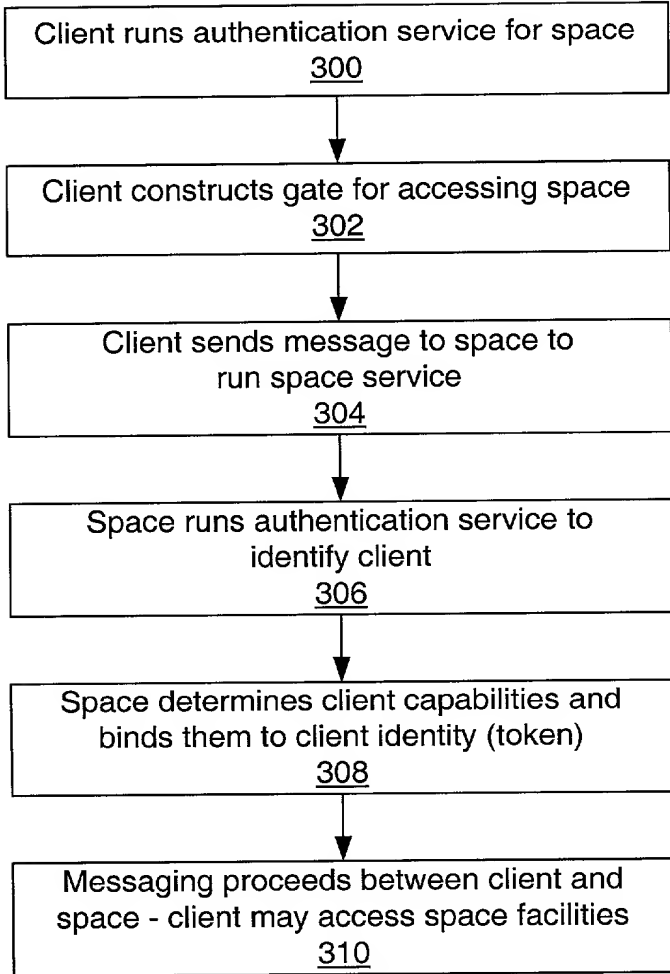 Client runs authentication service for space
300
Client constructs gate for accessing space
302
Client sends message to space to
run space service
304
Space runs authentication service to
identify client
306
Space determines client capabilities and
binds them to client identity (token)
308
Messaging proceeds between client and
space - client may access space facilities
310